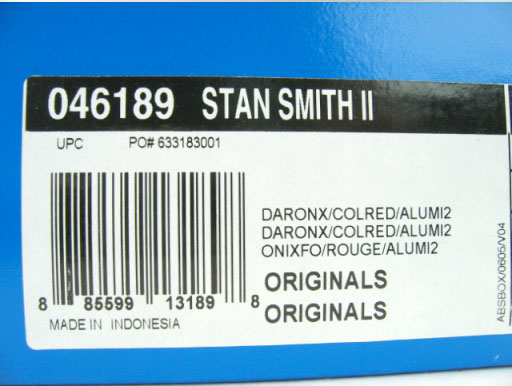 046189 STAN SMITH II
UPC PO# 633183001
DARONX/COLRED/ALUMI2
DARONX/COLRED/ALUMI2
ONIXFO/ROUGE/ALUMI2
ORIGINALS
ORIGINALS
8 85599 13189 8
MADE IN INDONESIA
ABSBOX/0605/V04